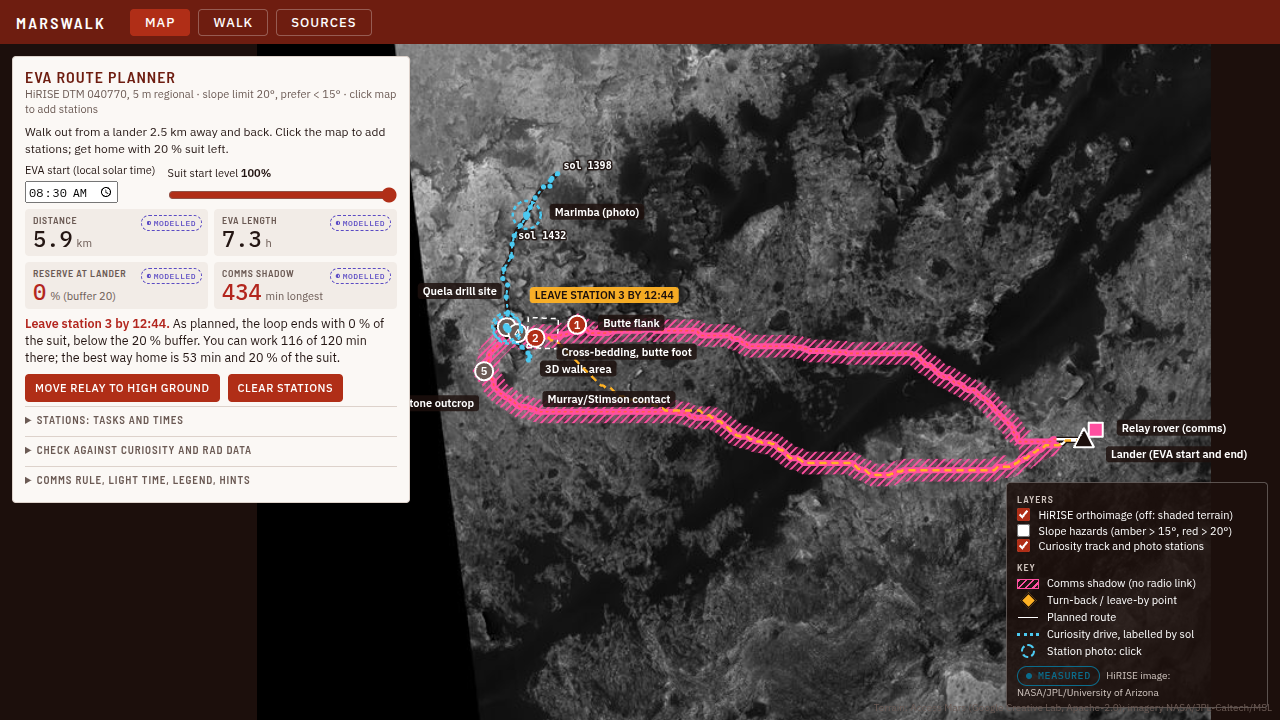 MARSWALK
MAP
WALK
SOURCES
EVA ROUTE PLANNER
HiRISE DTM 040770, 5 m regional · slope limit 20°, prefer < 15° · click map
to add stations
Walk out from a lander 2.5 km away and back. Click the map to add
stations; get home with 20 % suit left.
EVA start (local solar time)
Suit start level 100%
08:30 AM
DISTANCE
MODELLED
5.9 km
EVA LENGTH
MODELLED
7.3 h
RESERVE AT LANDER
MODELLED
0 % (buffer 20)
COMMS SHADOW
MODELLED
434 min longest
Leave station 3 by 12:44. As planned, the loop ends with 0 % of
the suit, below the 20 % buffer. You can work 116 of 120 min
there; the best way home is 53 min and 20 % of the suit.
MOVE RELAY TO HIGH GROUND
CLEAR STATIONS
STATIONS: TASKS AND TIMES
CHECK AGAINST CURIOSITY AND RAD DATA
COMMS RULE, LIGHT TIME, LEGEND, HINTS
sol 1398
Marimba (photo)
sol 1432
Quela drill site
LEAVE STATION 3 BY 12:44
1
Butte flank
2
4
Cross-bedding, butte foot
3D walk area
5
Murray/Stimson contact
tone outcrop
Relay rover (comms)
Lander (EVA start and end)
LAYERS
HiRISE orthoimage (off: shaded terrain)
Slope hazards (amber > 15°, red > 20°)
Curiosity track and photo stations
KEY
Comms shadow (no radio link)
Turn-back / leave-by point
Planned route
Curiosity drive, labelled by sol
Station photo: click
MEASURED
HiRISE image:
NASA/JPL/University of Arizona
Creative Lab, Apache-2.0); imagery NASA/JPL-Caltech/MSL